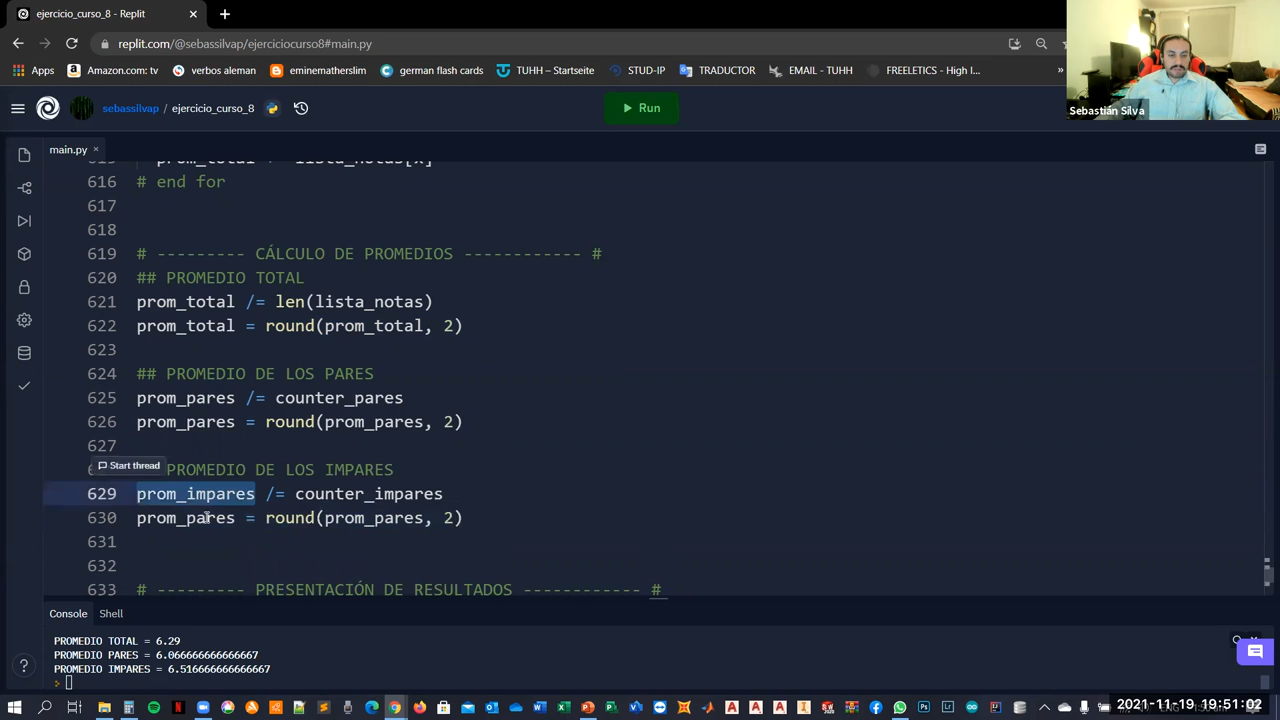 ejercicio_curso_8 - Replit
replit.com/@sebassilvap/ejerciciocurso8#main.py
Apps
Amazon.com: tv
verbos aleman
eminematherslim
german flash
TUHH – Startseite
STUD-IP
TRADUCTOR
EMAIL - TUHH
FREELETICS - High I...
»
Sebastián Silva
sebassilvap / ejercicio_curso_8
Run
main.py
616 # end for
617
618
619 # --------- CÁLCULO DE PROMEDIOS ------------ #
620 ## PROMEDIO TOTAL
621 prom_total /= len(lista_notas)
622 prom_total = round(prom_total, 2)
623
624 ## PROMEDIO DE LOS PARES
625 prom_pares /= counter_pares
626 prom_pares = round(prom_pares, 2)
627
Start thread
PROMEDIO DE LOS IMPARES
629 prom_impares /= counter_impares
630 prom_pares = round(prom_pares, 2)
631
632
633 # --------- PRESENTACIÓN DE RESULTADOS ------------ #
Console Shell
PROMEDIO TOTAL = 6.29
PROMEDIO PARES = 6.066666666666667
PROMEDIO IMPARES = 6.516666666666667
2021-11-19 19:51:02